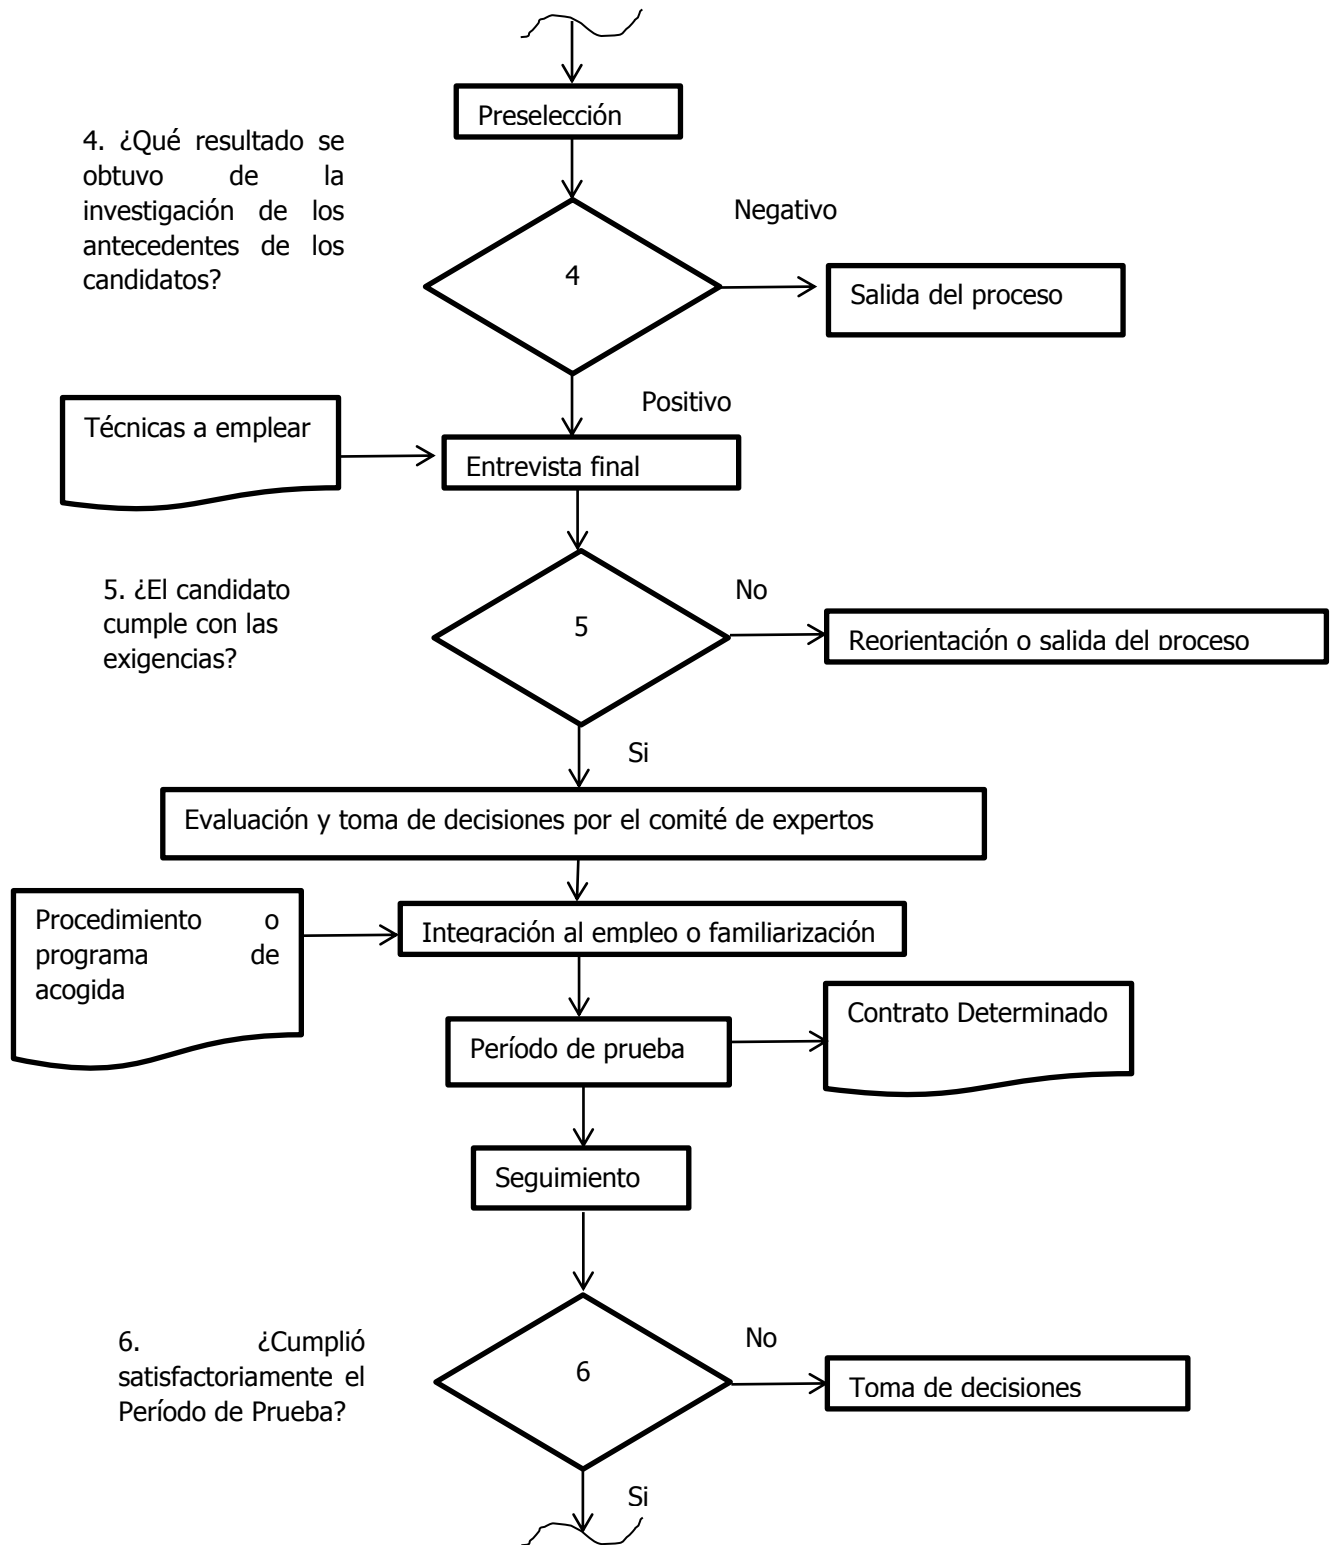 Preselección
4. ¿Qué resultado se
obtuvo de la
investigación de los
antecedentes de los
candidatos?
Negativo
4
Salida del proceso
Positivo
Técnicas a emplear
Entrevista final
5. ¿El candidato
cumple con las
exigencias?
No
5
Reorientación o salida del proceso
Si
Evaluación y toma de decisiones por el comité de expertos
Procedimiento o
programa de
acogida
Integración al empleo o familiarización
Contrato Determinado
Período de prueba
Seguimiento
6. ¿Cumplió
satisfactoriamente el
Período de Prueba?
No
6
Toma de decisiones
Si